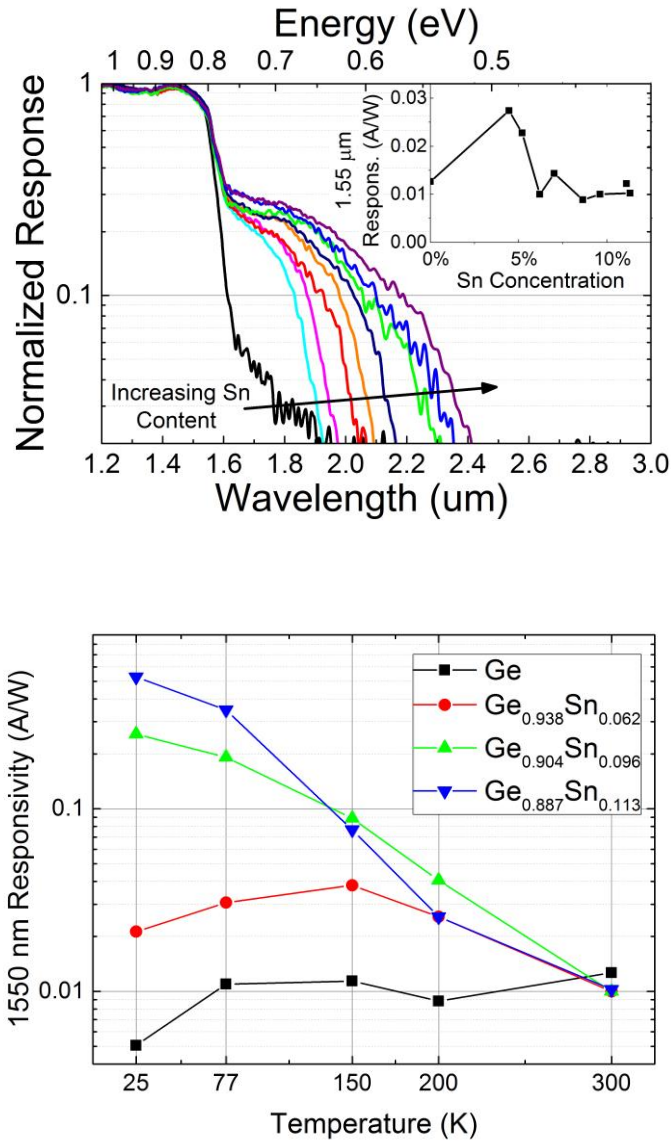 Energy (eV)
1 0.9 0.8 0.7 0.6 0.5
Normalized Response
1
0.1
Increasing Sn
Content
1.55 μm
Respons. (A/W)
0.03
0.02
0.01
0.00
0% 5% 10%
Sn Concentration
1.2 1.4 1.6 1.8 2.0 2.2 2.4 2.6 2.8 3.0
Wavelength (um)
1550 nm Responsivity (A/W)
0.1
0.01
Ge
Ge0.938Sn0.062
Ge0.904Sn0.096
Ge0.887Sn0.113
25 77 150 200 300
Temperature (K)